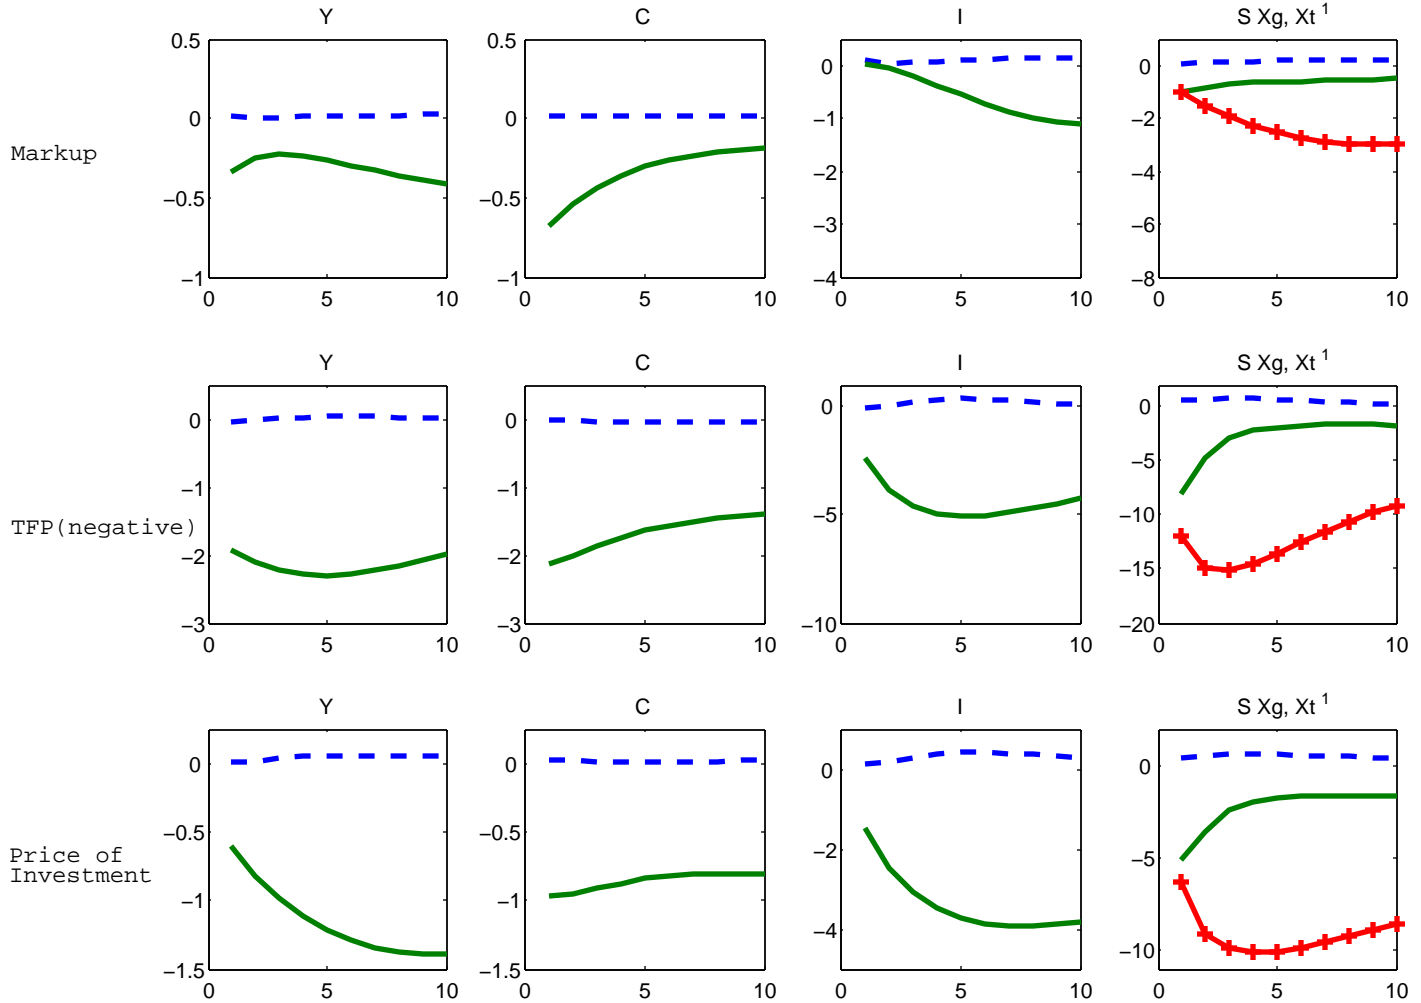 Y C I S Xg, Xt 1
Markup
0.5 0 −0.5 −1 0 5 10
0.5 0 −0.5 −1 0 5 10
0 −1 −2 −3 −4 0 5 10
0 −2 −4 −6 −8 0 5 10
Y C I S Xg, Xt 1
TFP(negative)
0 −1 −2 −3 0 5 10
0 −1 −2 −3 0 5 10
0 −5 −10 0 5 10
0 −5 −10 −15 −20 0 5 10
Y C I S Xg, Xt 1
Price of
Investment
0 −0.5 −1 −1.5 0 5 10
0 −0.5 −1 −1.5 0 5 10
0 −2 −4 0 5 10
0 −5 −10 0 5 10